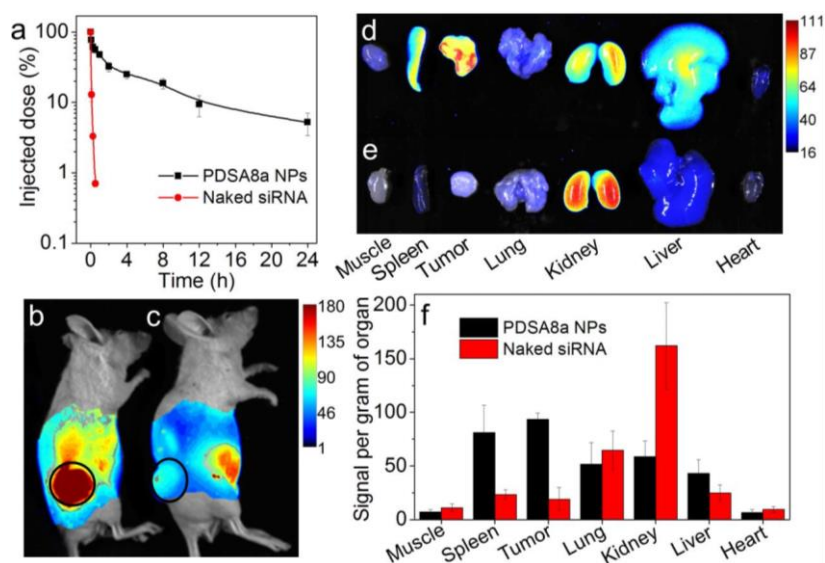 a
Injected dose (%)
100
10
1
0.1
PDSA8a NPs
Naked siRNA
0 4 8 12 16 20 24
Time (h)
d
e
111
87
64
40
16
Muscle Spleen Tumor Lung Kidney Liver Heart
b
c
180
135
90
46
1
f
PDSA8a NPs
Naked siRNA
Signal per gram of organ
200
150
100
50
0
Muscle Spleen Tumor Lung Kidney Liver Heart